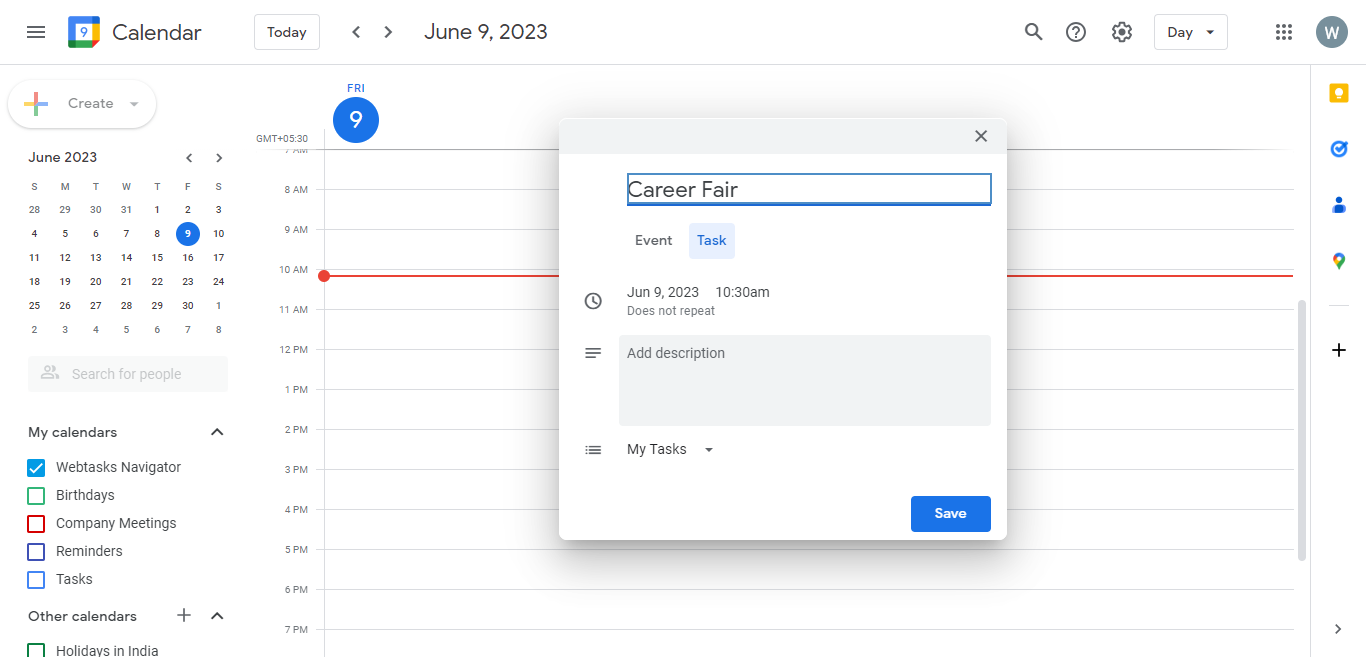 9 Calendar Today June 9, 2023 Day W
Create
FRI
9
GMT+05:30
7 AM
8 AM
9 AM
10 AM
11 AM
12 PM
1 PM
2 PM
3 PM
4 PM
5 PM
6 PM
7 PM
June 2023
S M T W T F S
28 29 30 31 1 2 3
4 5 6 7 8 9 10
11 12 13 14 15 16 17
18 19 20 21 22 23 24
25 26 27 28 29 30 1
2 3 4 5 6 7 8
Search for people
My calendars
Webtasks Navigator
Birthdays
Company Meetings
Reminders
Tasks
Other calendars
Holidays in India
Career Fair
Event Task
Jun 9, 2023 10:30am
Does not repeat
Add description
My Tasks
Save